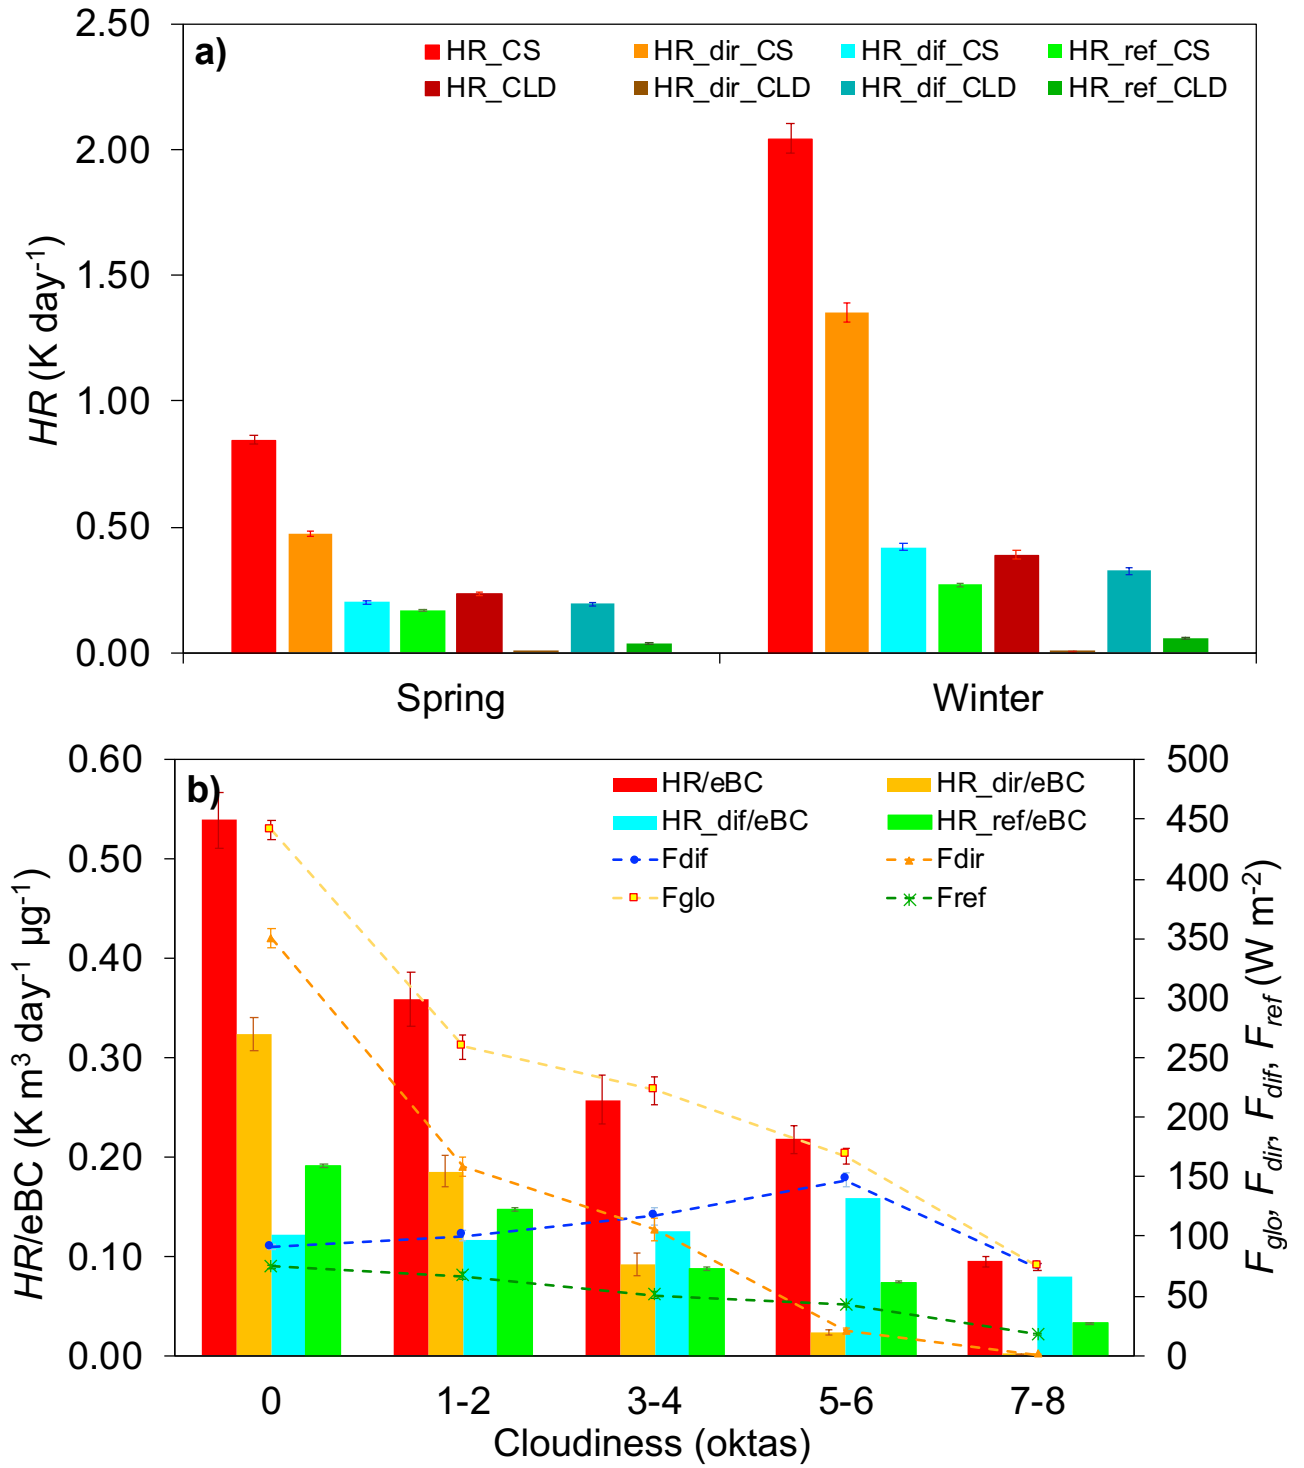 a)
HR_CS HR_dir_CS HR_dif_CS HR_ref_CS
HR_CLD HR_dir_CLD HR_dif_CLD HR_ref_CLD
HR (K day⁻¹)
2.50
2.00
1.50
1.00
0.50
0.00
Spring Winter
b)
HR/eBC HR_dir/eBC
HR_dif/eBC HR_ref/eBC
Fdif Fdir
Fglo Fref
HR/eBC (K m³ day⁻¹ µg⁻¹)
0.60
0.50
0.40
0.30
0.20
0.10
0.00
500
450
400
350
300
250
200
150
100
50
0
F_glo, F_dir, F_dif, F_ref (W m⁻²)
0 1-2 3-4 5-6 7-8
Cloudiness (oktas)